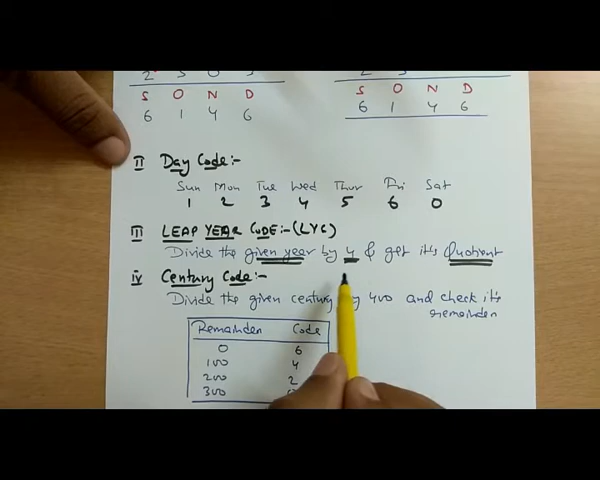 S O N D
6 1 4 6
S O N D
6 1 4 6
II Day Code:-
Sun Mon Tue Wed Thur Fri Sat
1 2 3 4 5 6 0
III LEAP YEAR CODE:-(LYC)
Divide the given year by 4 & get it's Quotient
iv Century Code:-
Divide the given century by 400 and check it's
remainder
Remainder Code
0 6
100 4
200 2
300